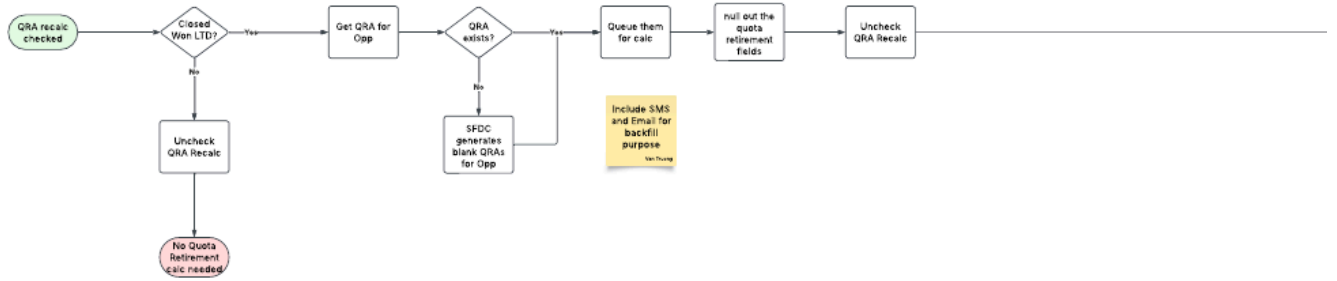 QRA recalc
checked
Closed
Won LTD?
Yes
Get QRA for
Opp
QRA
exists?
Yes
Queue them
for calc
null out the
quota
retirement
fields
Uncheck
QRA Recalc
No
No
Uncheck
QRA Recalc
SFDC
generates
blank QRAs
for Opp
Include SMS
and Email for
backfill
purpose
No Quota
Retirement
calc needed